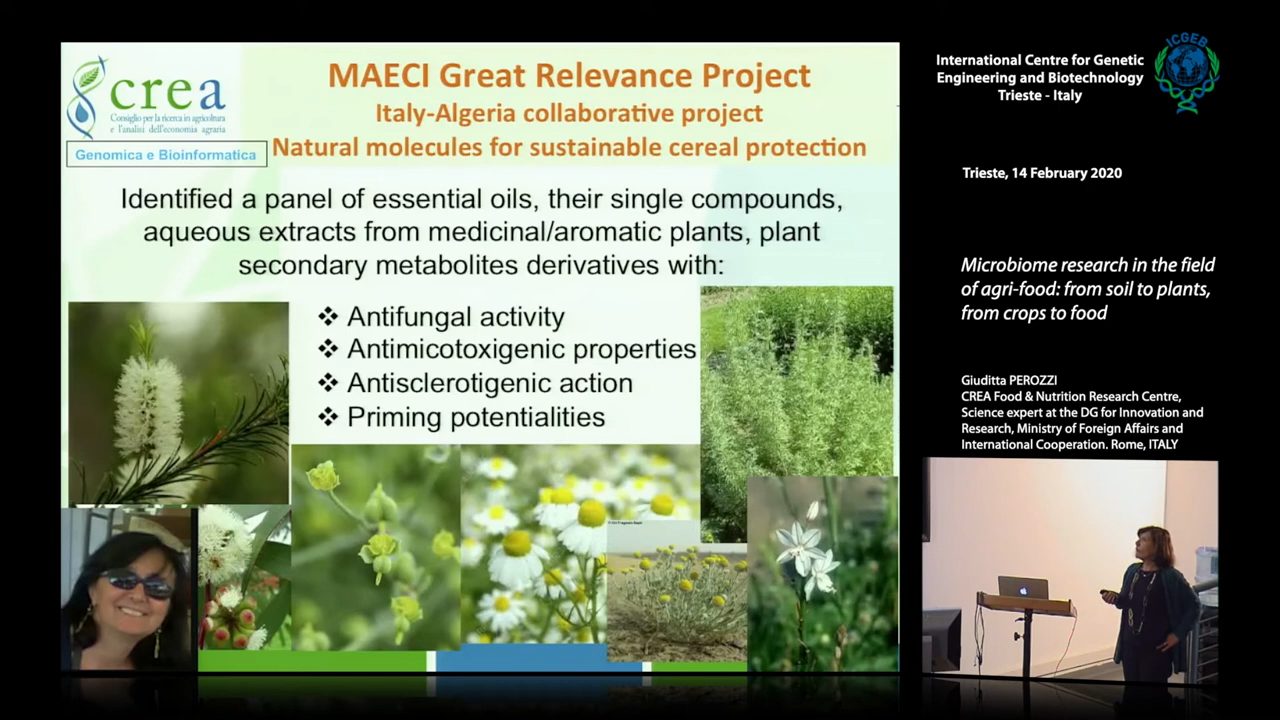 crea
Consiglio per la ricerca in agricoltura
e l'analisi dell'economia agraria
Genomica e Bioinformatica
MAECI Great Relevance Project
Italy-Algeria collaborative project
Natural molecules for sustainable cereal protection
Identified a panel of essential oils, their single compounds,
aqueous extracts from medicinal/aromatic plants, plant
secondary metabolites derivatives with:
❖ Antifungal activity
❖ Antimicotoxigenic properties
❖ Antisclerotigenic action
❖ Priming potentialities
International Centre for Genetic
Engineering and Biotechnology
Trieste - Italy
ICGEB
Trieste, 14 February 2020
Microbiome research in the field
of agri-food: from soil to plants,
from crops to food
Giuditta PEROZZI
CREA Food & Nutrition Research Centre,
Science expert at the DG for Innovation and
Research, Ministry of Foreign Affairs and
International Cooperation. Rome, ITALY